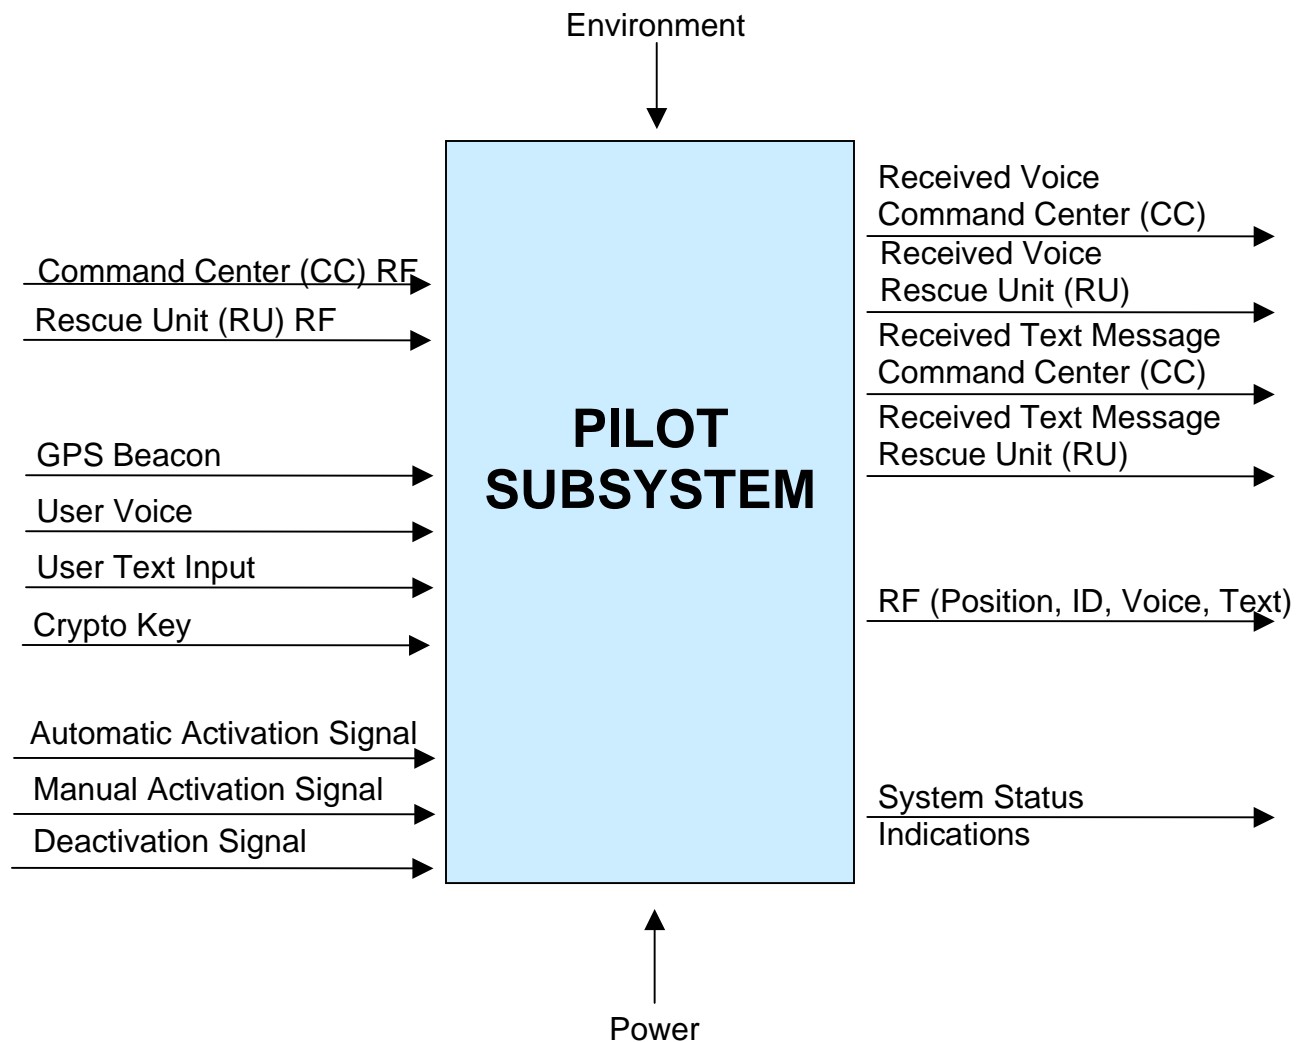 Environment
Command Center (CC) RF
Rescue Unit (RU) RF
GPS Beacon
User Voice
User Text Input
Crypto Key
Automatic Activation Signal
Manual Activation Signal
Deactivation Signal
PILOT
SUBSYSTEM
Received Voice
Command Center (CC)
Received Voice
Rescue Unit (RU)
Received Text Message
Command Center (CC)
Received Text Message
Rescue Unit (RU)
RF (Position, ID, Voice, Text)
System Status
Indications
Power